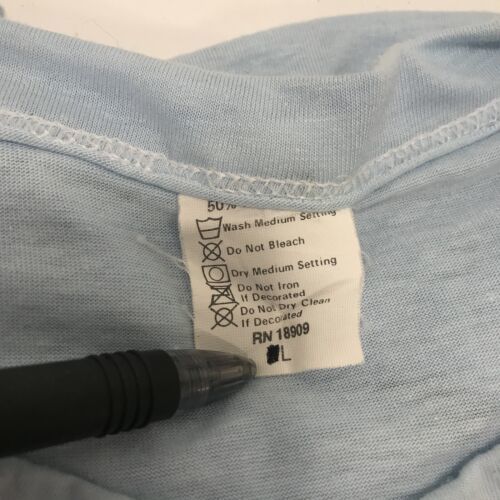 50%
Wash Medium Setting
Do Not Bleach
Dry Medium Setting
Do Not Iron
If Decorated
Do Not Dry Clean
If Decorated
RN 18909
L